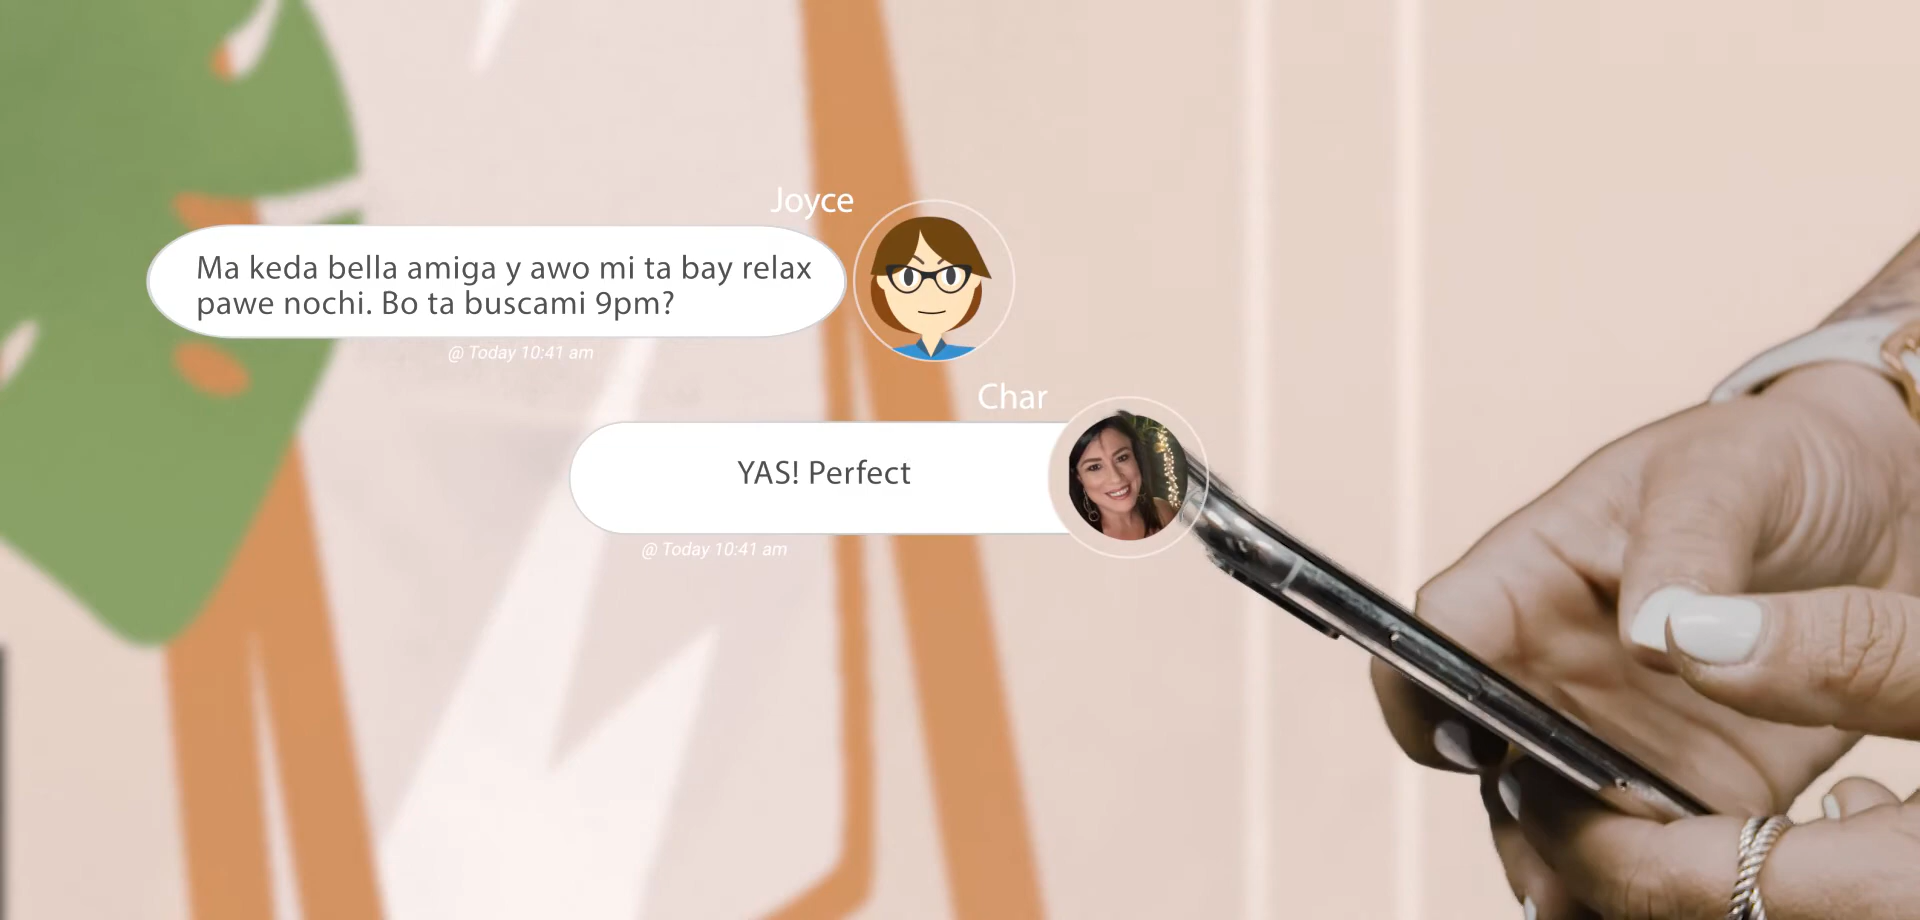 Joyce
Ma keda bella amiga y awo mi ta bay relax
pawe nochi. Bo ta buscami 9pm?
@ Today 10:41 am
Char
YAS! Perfect
@ Today 10:41 am